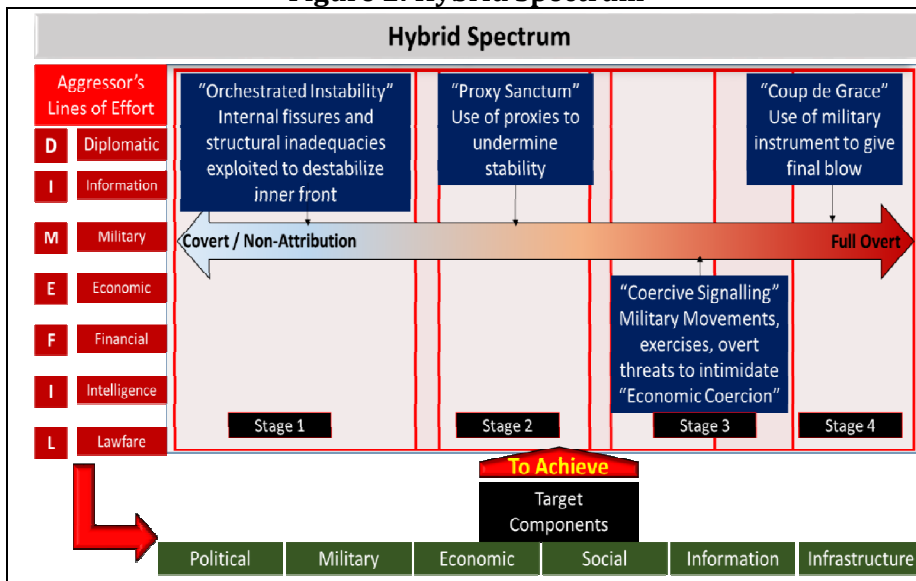 Figure 2: Hybrid Spectrum
Hybrid Spectrum
Aggressor's
Lines of Effort
D Diplomatic
I Information
M Military
E Economic
F Financial
I Intelligence
L Lawfare
"Orchestrated Instability"
Internal fissures and
structural inadequacies
exploited to destabilize
inner front
"Proxy Sanctum"
Use of proxies to
undermine
stability
"Coup de Grace"
Use of military
instrument to give
final blow
Covert / Non-Attribution
Full Overt
"Coercive Signalling"
Military Movements,
exercises, overt
threats to intimidate
"Economic Coercion"
Stage 1
Stage 2
Stage 3
Stage 4
To Achieve
Target
Components
Political
Military
Economic
Social
Information
Infrastructure